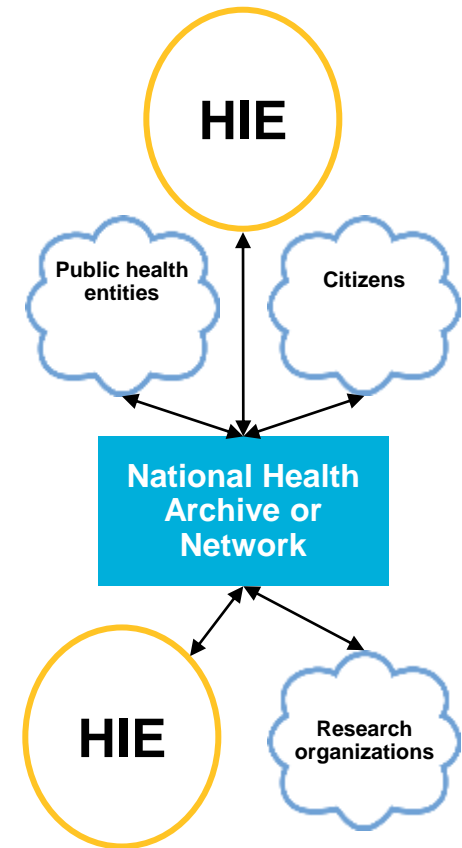 HIE
Public health
entities
Citizens
National Health
Archive or
Network
HIE
Research
organizations